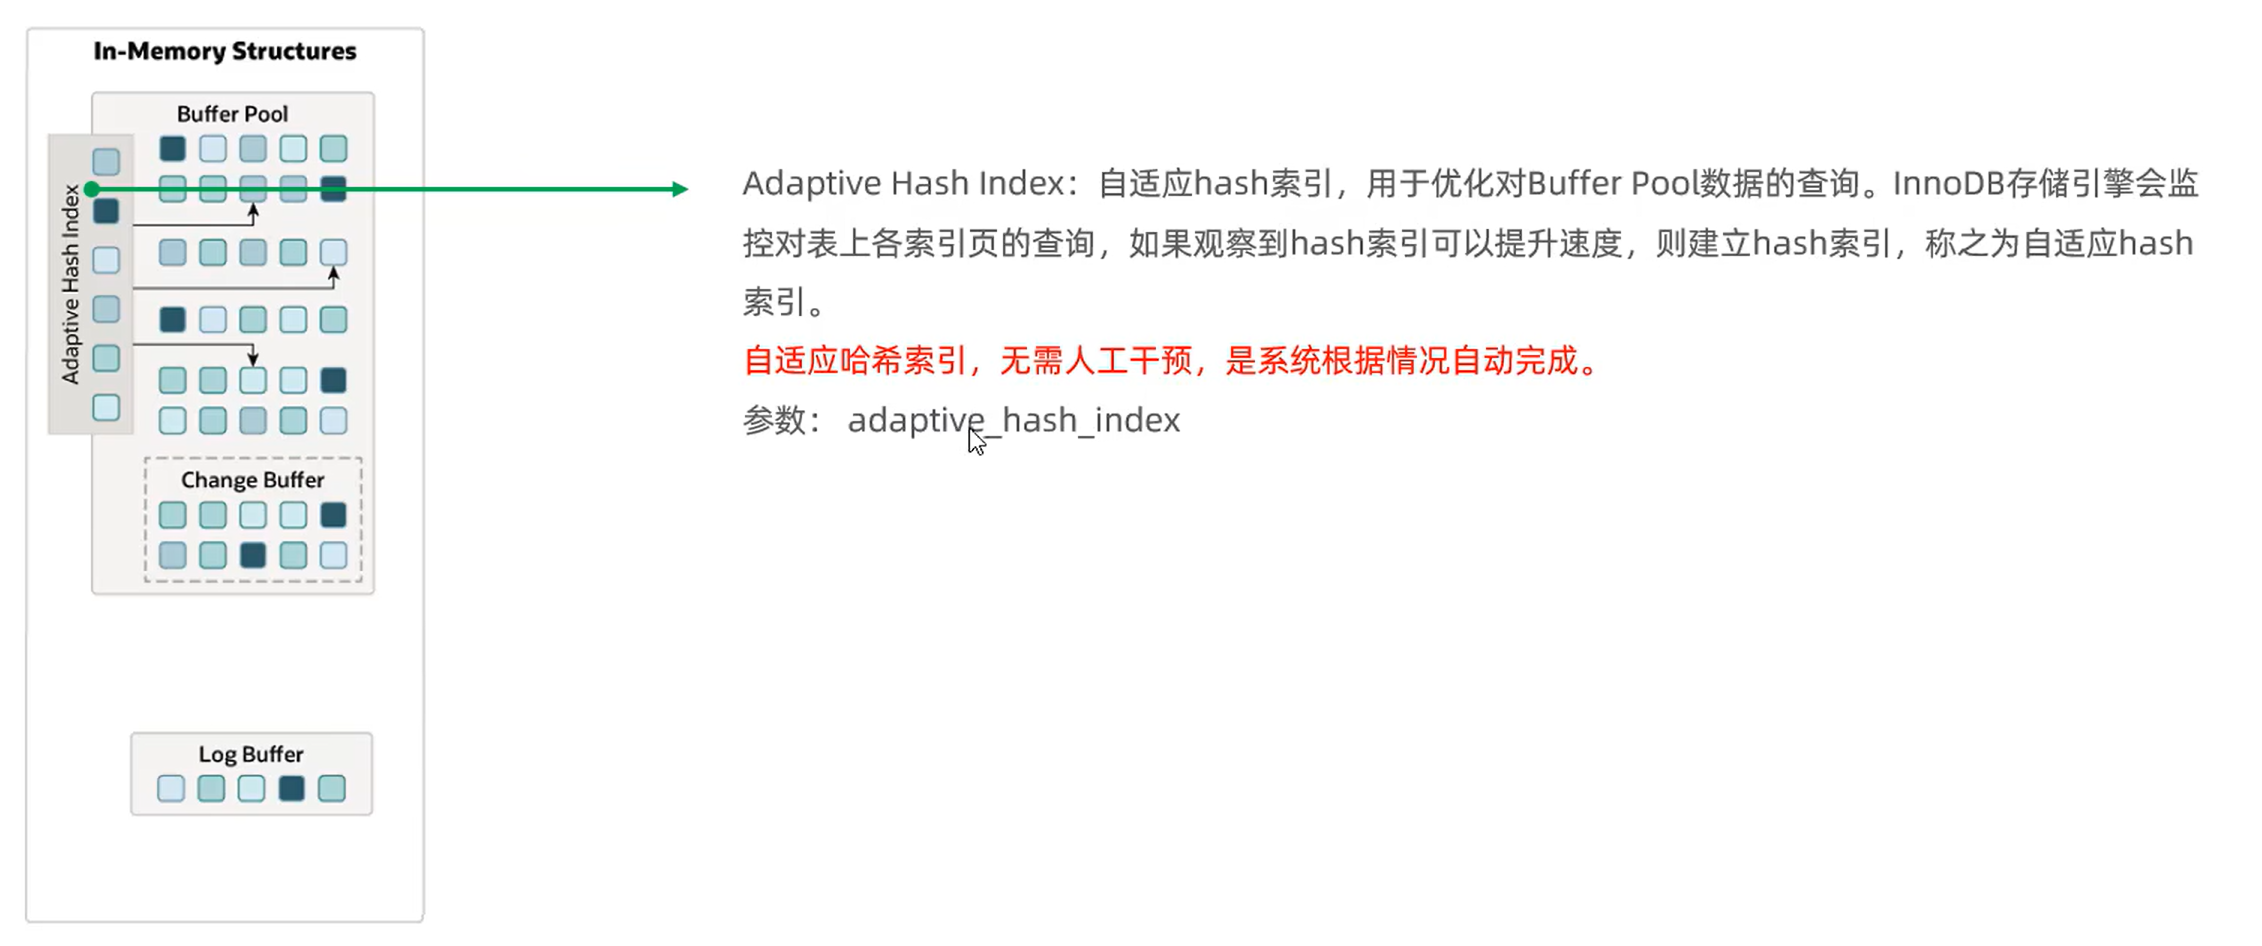 In-Memory Structures
Buffer Pool
Adaptive Hash Index
Change Buffer
Log Buffer
Adaptive Hash Index：自适应hash索引，用于优化对Buffer Pool数据的查询。InnoDB存储引擎会监
控对表上各索引页的查询，如果观察到hash索引可以提升速度，则建立hash索引，称之为自适应hash
索引。
自适应哈希索引，无需人工干预，是系统根据情况自动完成。
参数： adaptive_hash_index